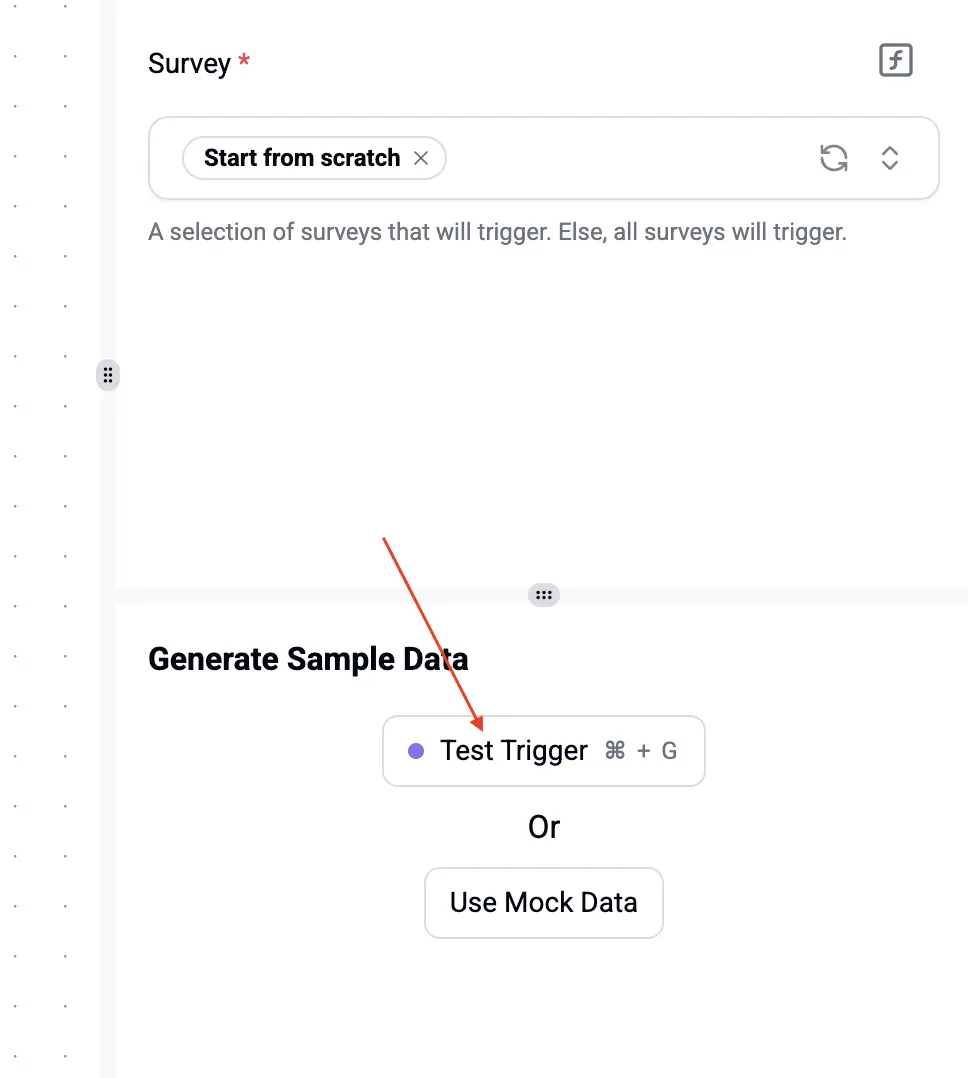 Survey *
Start from scratch
A selection of surveys that will trigger. Else, all surveys will trigger.
Generate Sample Data
Test Trigger ⌘ + G
Or
Use Mock Data